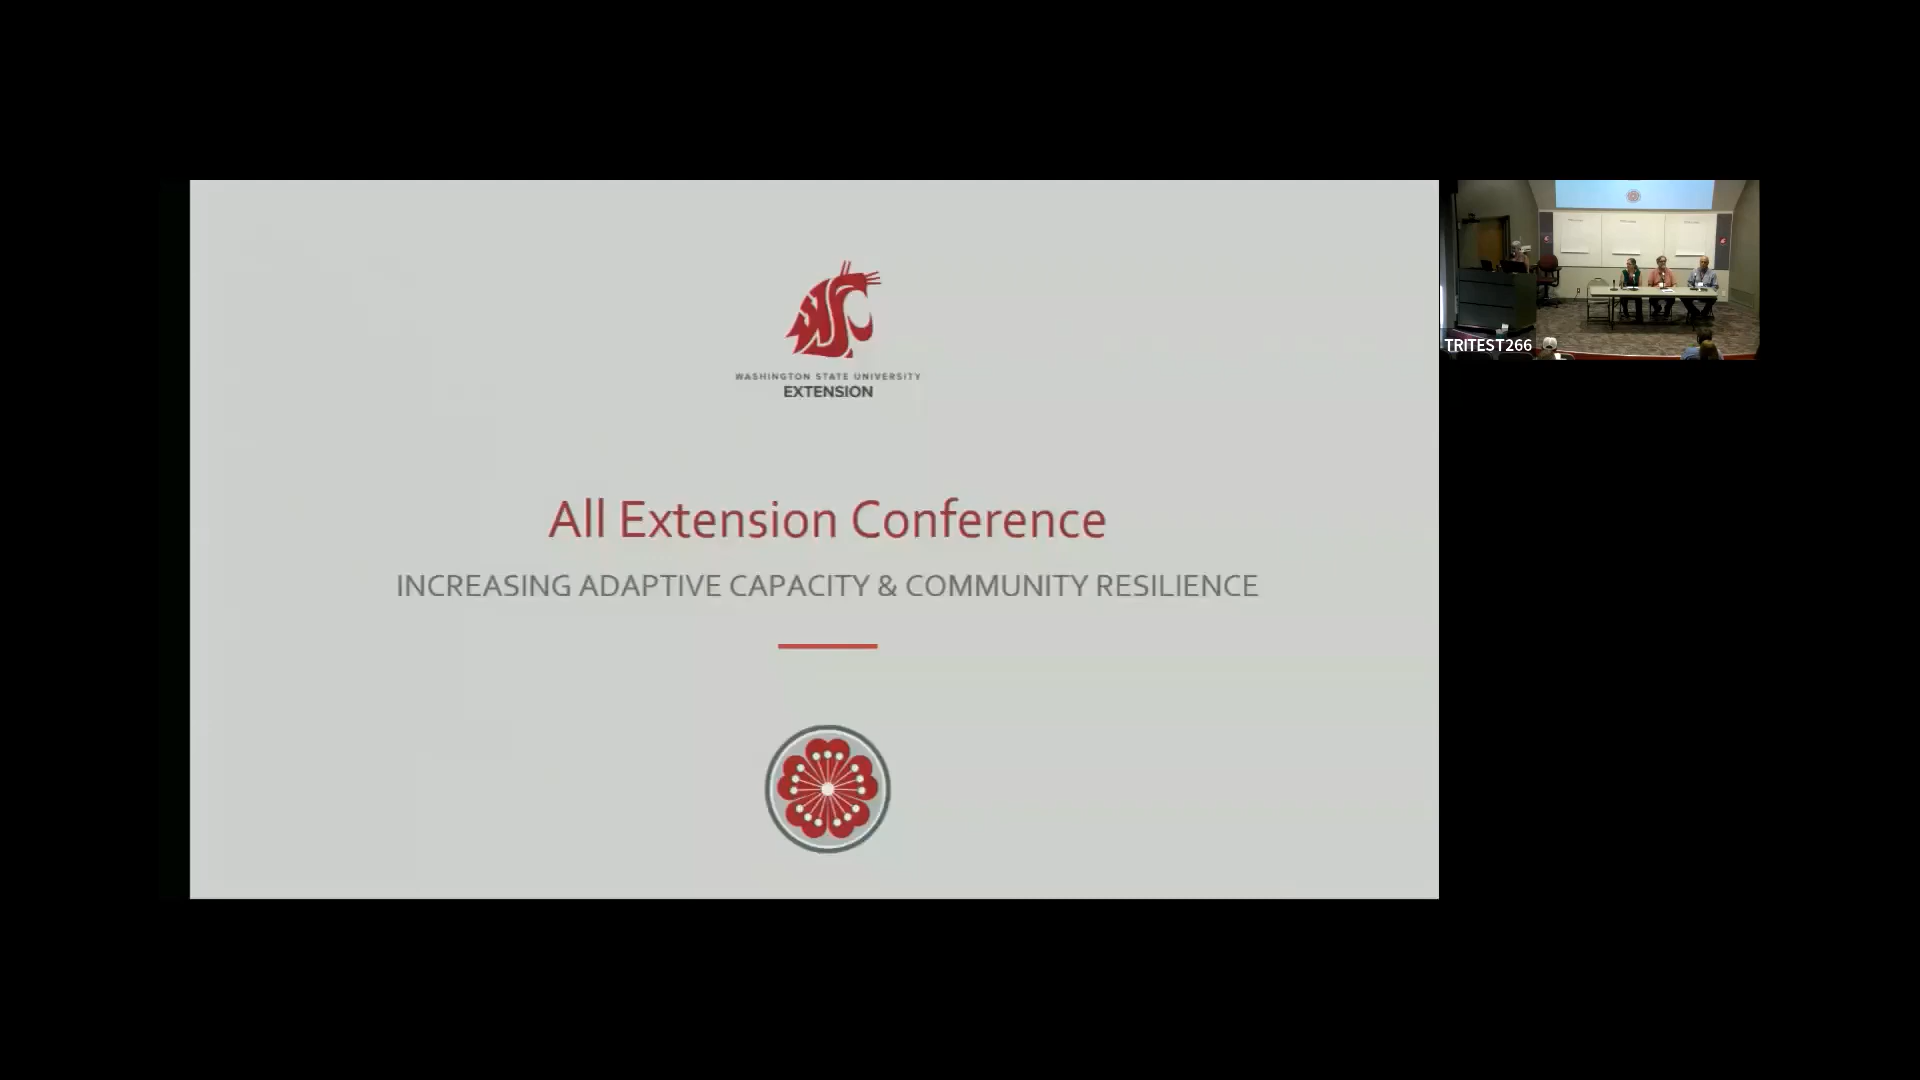 WASHINGTON STATE UNIVERSITY
EXTENSION
All Extension Conference
INCREASING ADAPTIVE CAPACITY & COMMUNITY RESILIENCE
TRITEST266